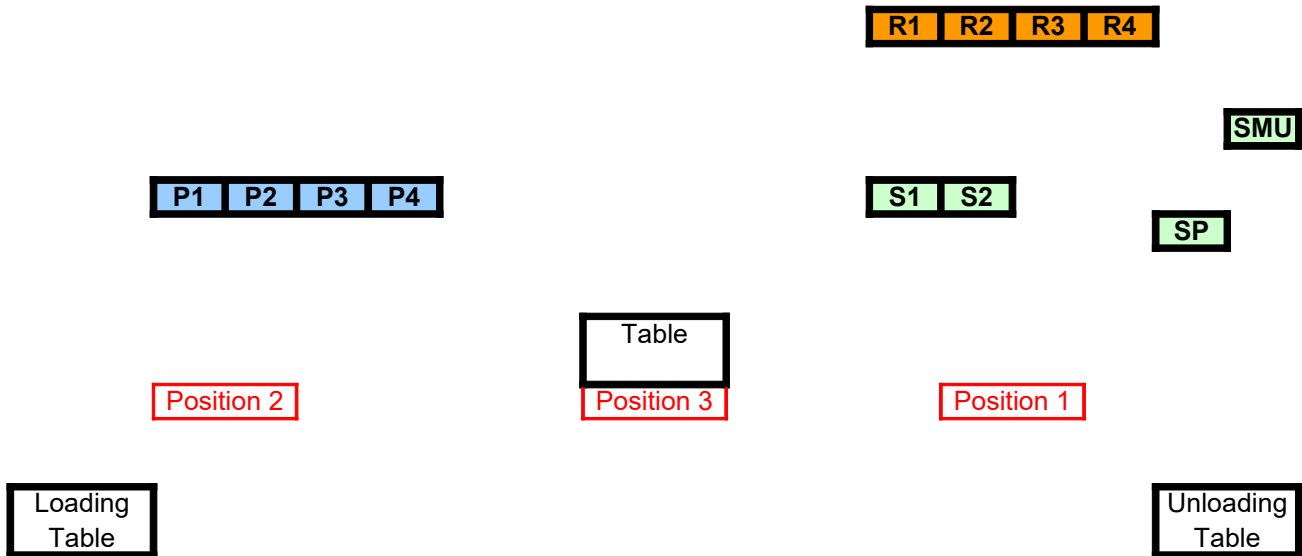 R1 R2 R3 R4
SMU
P1 P2 P3 P4
S1 S2
SP
Table
Position 2
Position 3
Position 1
Loading
Table
Unloading
Table